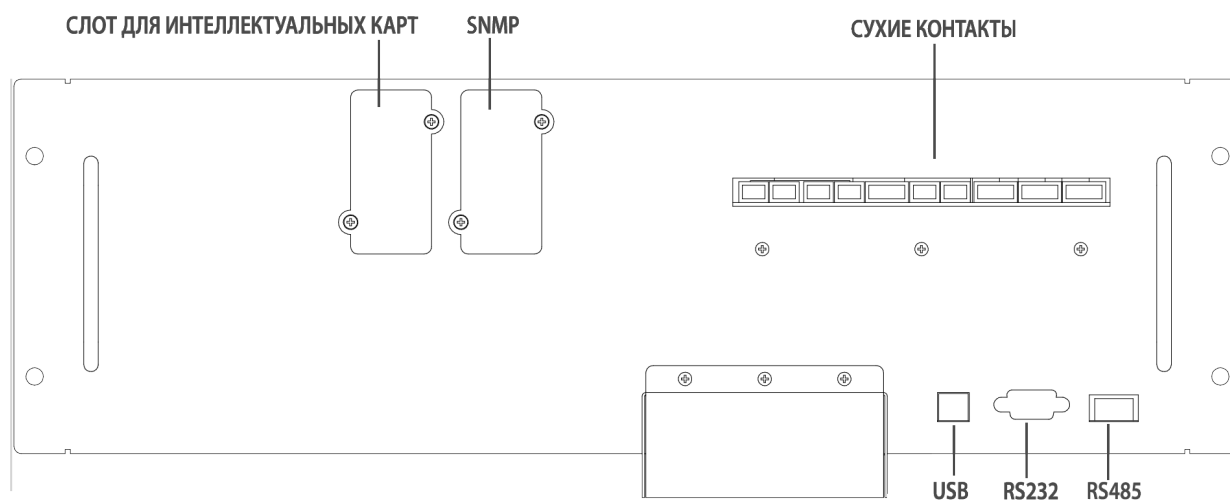 СЛОТ ДЛЯ ИНТЕЛЛЕКТУАЛЬНЫХ КАРТ
SNMP
СУХИЕ КОНТАКТЫ
USB
RS232
RS485